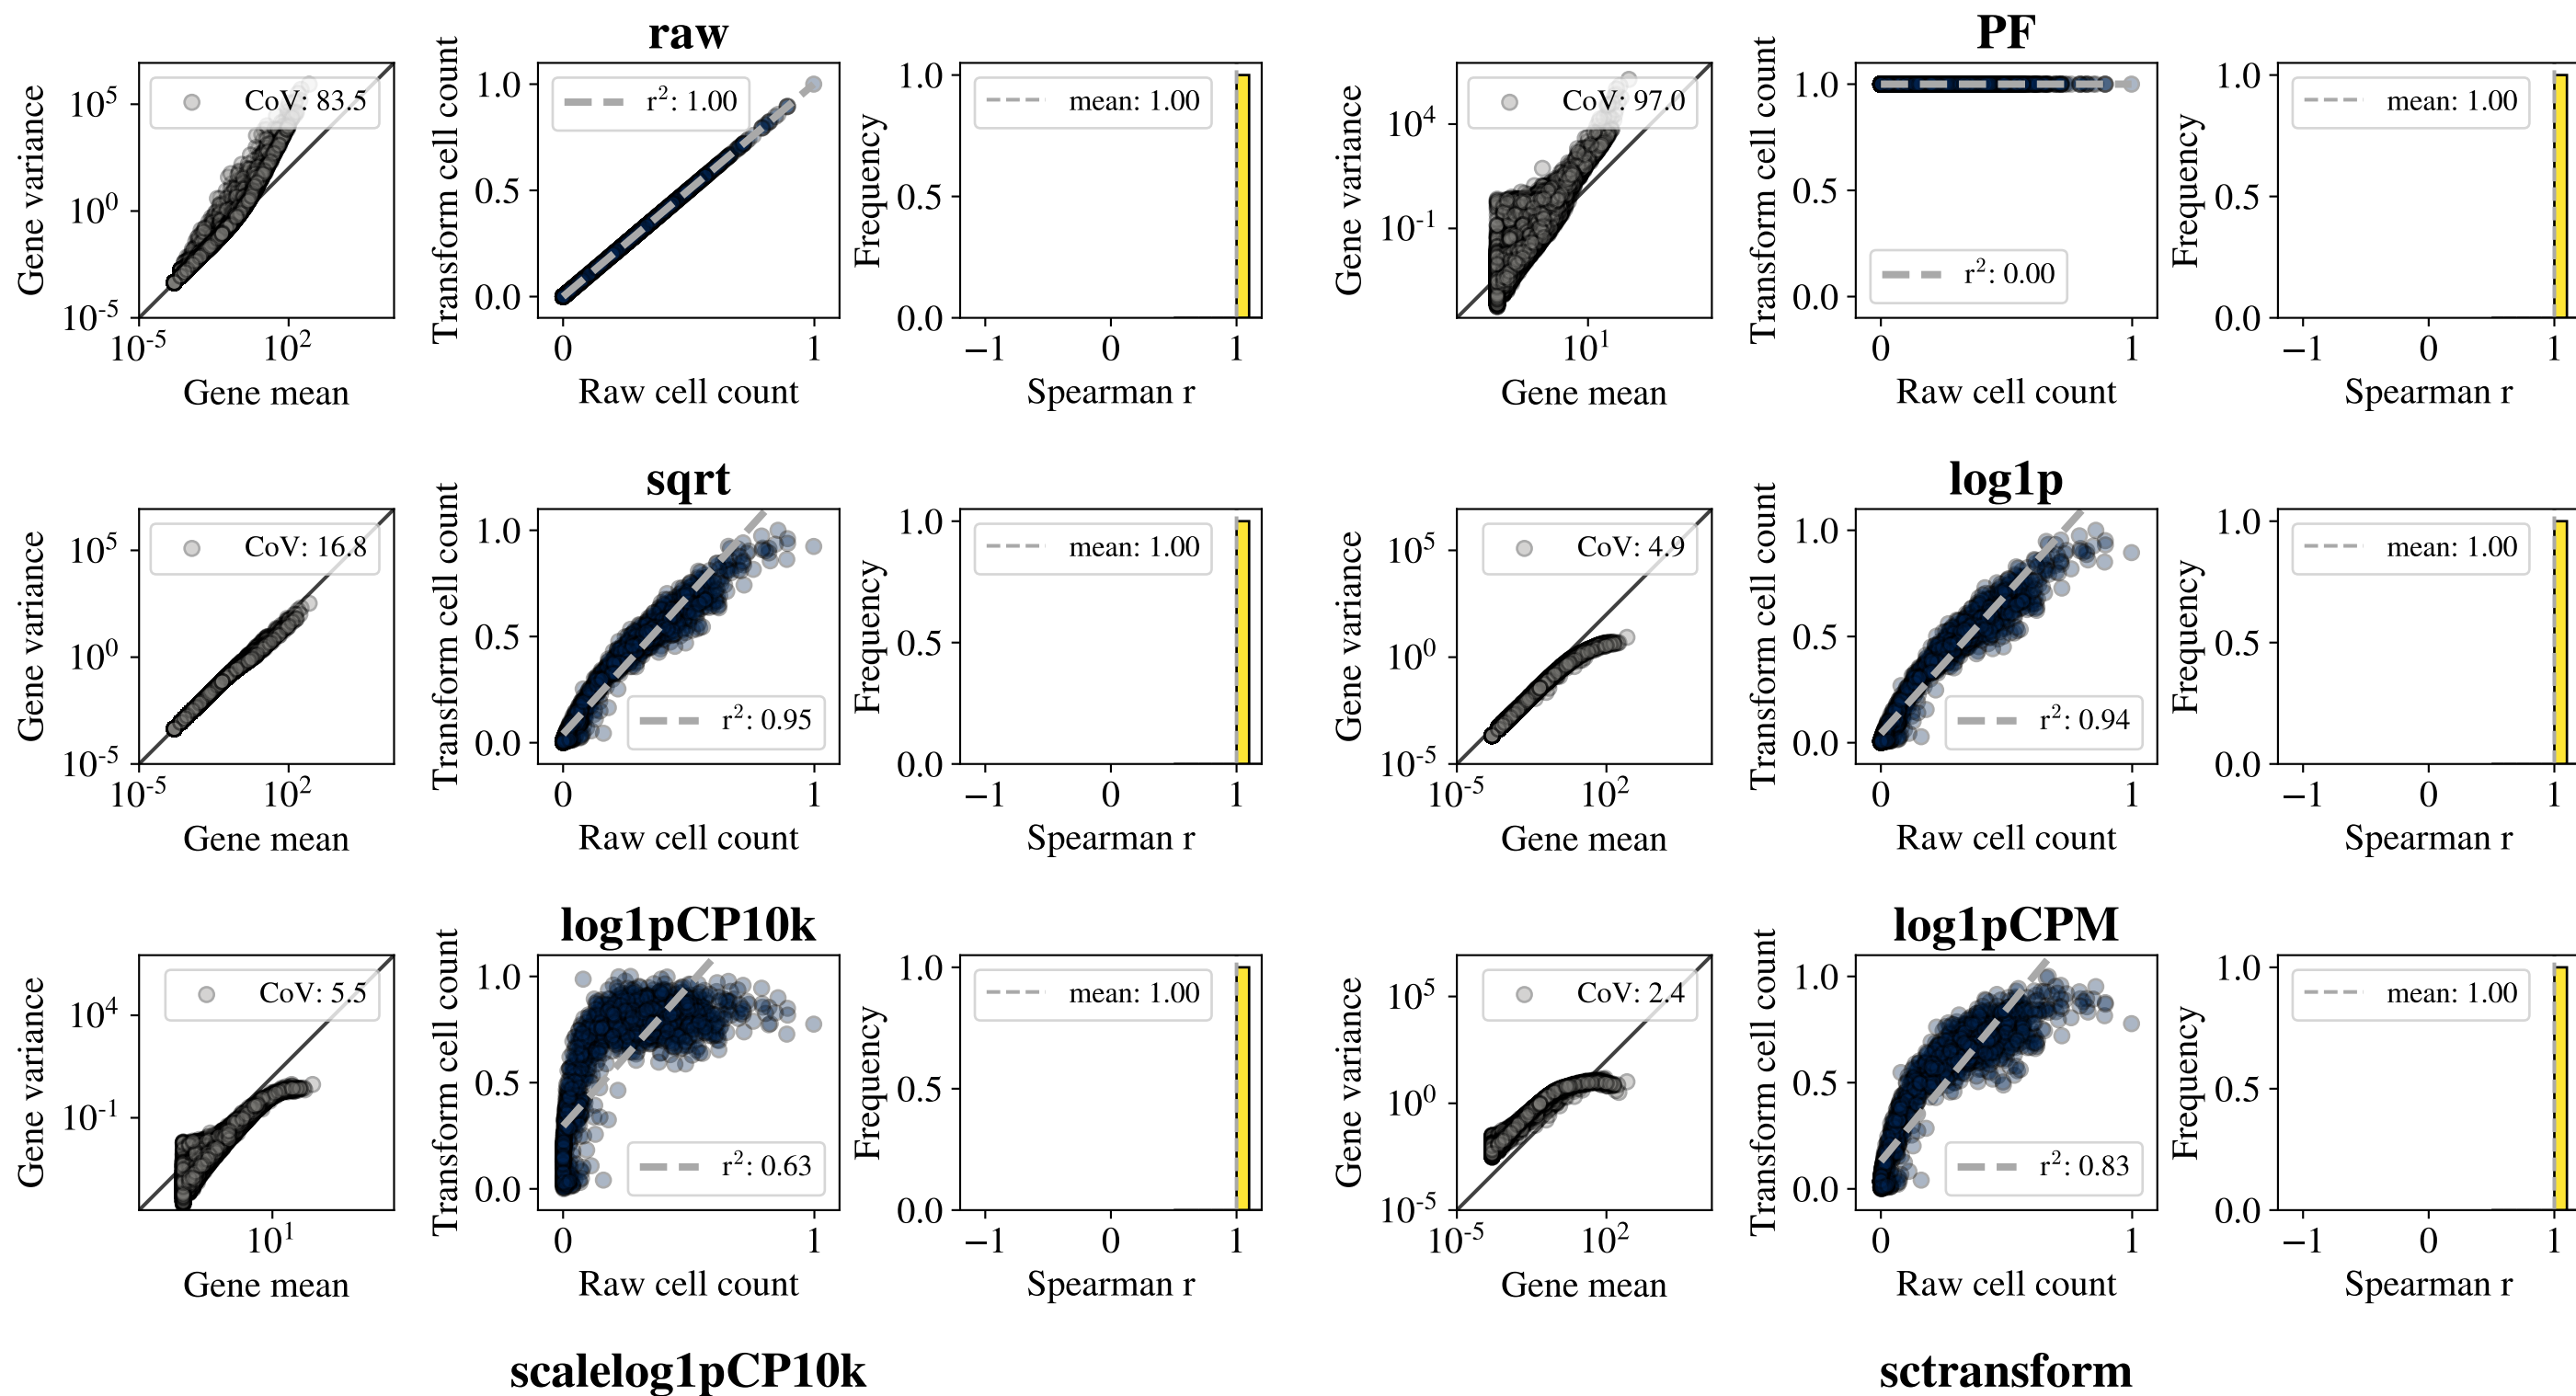 raw
PF
Gene variance
10^5
10^0
10^-5
CoV: 83.5
10^-5
10^2
Gene mean
Transform cell count
1.0
0.5
0.0
r^2: 1.00
0
1
Raw cell count
Frequency
1.0
0.5
0.0
mean: 1.00
−1
0
1
Spearman r
Gene variance
10^4
10^-1
CoV: 97.0
10^1
Gene mean
Transform cell count
1.0
0.5
0.0
r^2: 0.00
0
1
Raw cell count
Frequency
1.0
0.5
0.0
mean: 1.00
−1
0
1
Spearman r
sqrt
log1p
Gene variance
10^5
10^0
10^-5
CoV: 16.8
10^-5
10^2
Gene mean
Transform cell count
1.0
0.5
0.0
r^2: 0.95
0
1
Raw cell count
Frequency
1.0
0.5
0.0
mean: 1.00
−1
0
1
Spearman r
Gene variance
10^5
10^0
10^-5
CoV: 4.9
10^-5
10^2
Gene mean
Transform cell count
1.0
0.5
0.0
r^2: 0.94
0
1
Raw cell count
Frequency
1.0
0.5
0.0
mean: 1.00
−1
0
1
Spearman r
log1pCP10k
log1pCPM
Gene variance
10^4
10^-1
CoV: 5.5
10^1
Gene mean
Transform cell count
1.0
0.5
0.0
r^2: 0.63
0
1
Raw cell count
Frequency
1.0
0.5
0.0
mean: 1.00
−1
0
1
Spearman r
Gene variance
10^5
10^0
10^-5
CoV: 2.4
10^-5
10^2
Gene mean
Transform cell count
1.0
0.5
0.0
r^2: 0.83
0
1
Raw cell count
Frequency
1.0
0.5
0.0
mean: 1.00
−1
0
1
Spearman r
scalelog1pCP10k
sctransform